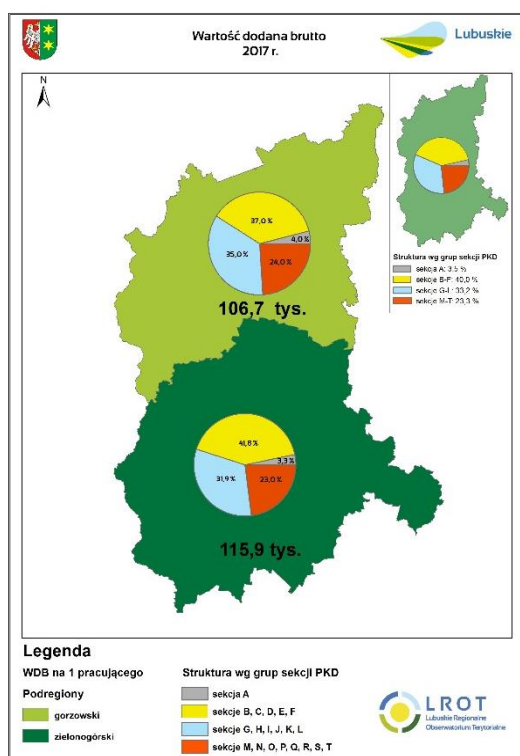 Wartość dodana brutto
2017 r.
Lubuskie
N
37,0 %
4,0 %
35,0 %
24,0 %
106,7 tys.
Struktura wg grup sekcji PKD
sekcja A: 3,5 %
sekcje B-F: 40,0 %
sekcje G-L: 33,2 %
sekcje M-T: 23,3 %
41,8 %
3,3 %
31,9 %
23,0 %
115,9 tys.
Legenda
WDB na 1 pracującego
Podregiony
gorzowski
zielonogórski
Struktura wg grup sekcji PKD
sekcja A
sekcje B, C, D, E, F
sekcje G, H, I, J, K, L
sekcje M, N, O, P, Q, R, S, T
LROT
Lubuskie Regionalne
Obserwatorium Terytorialne